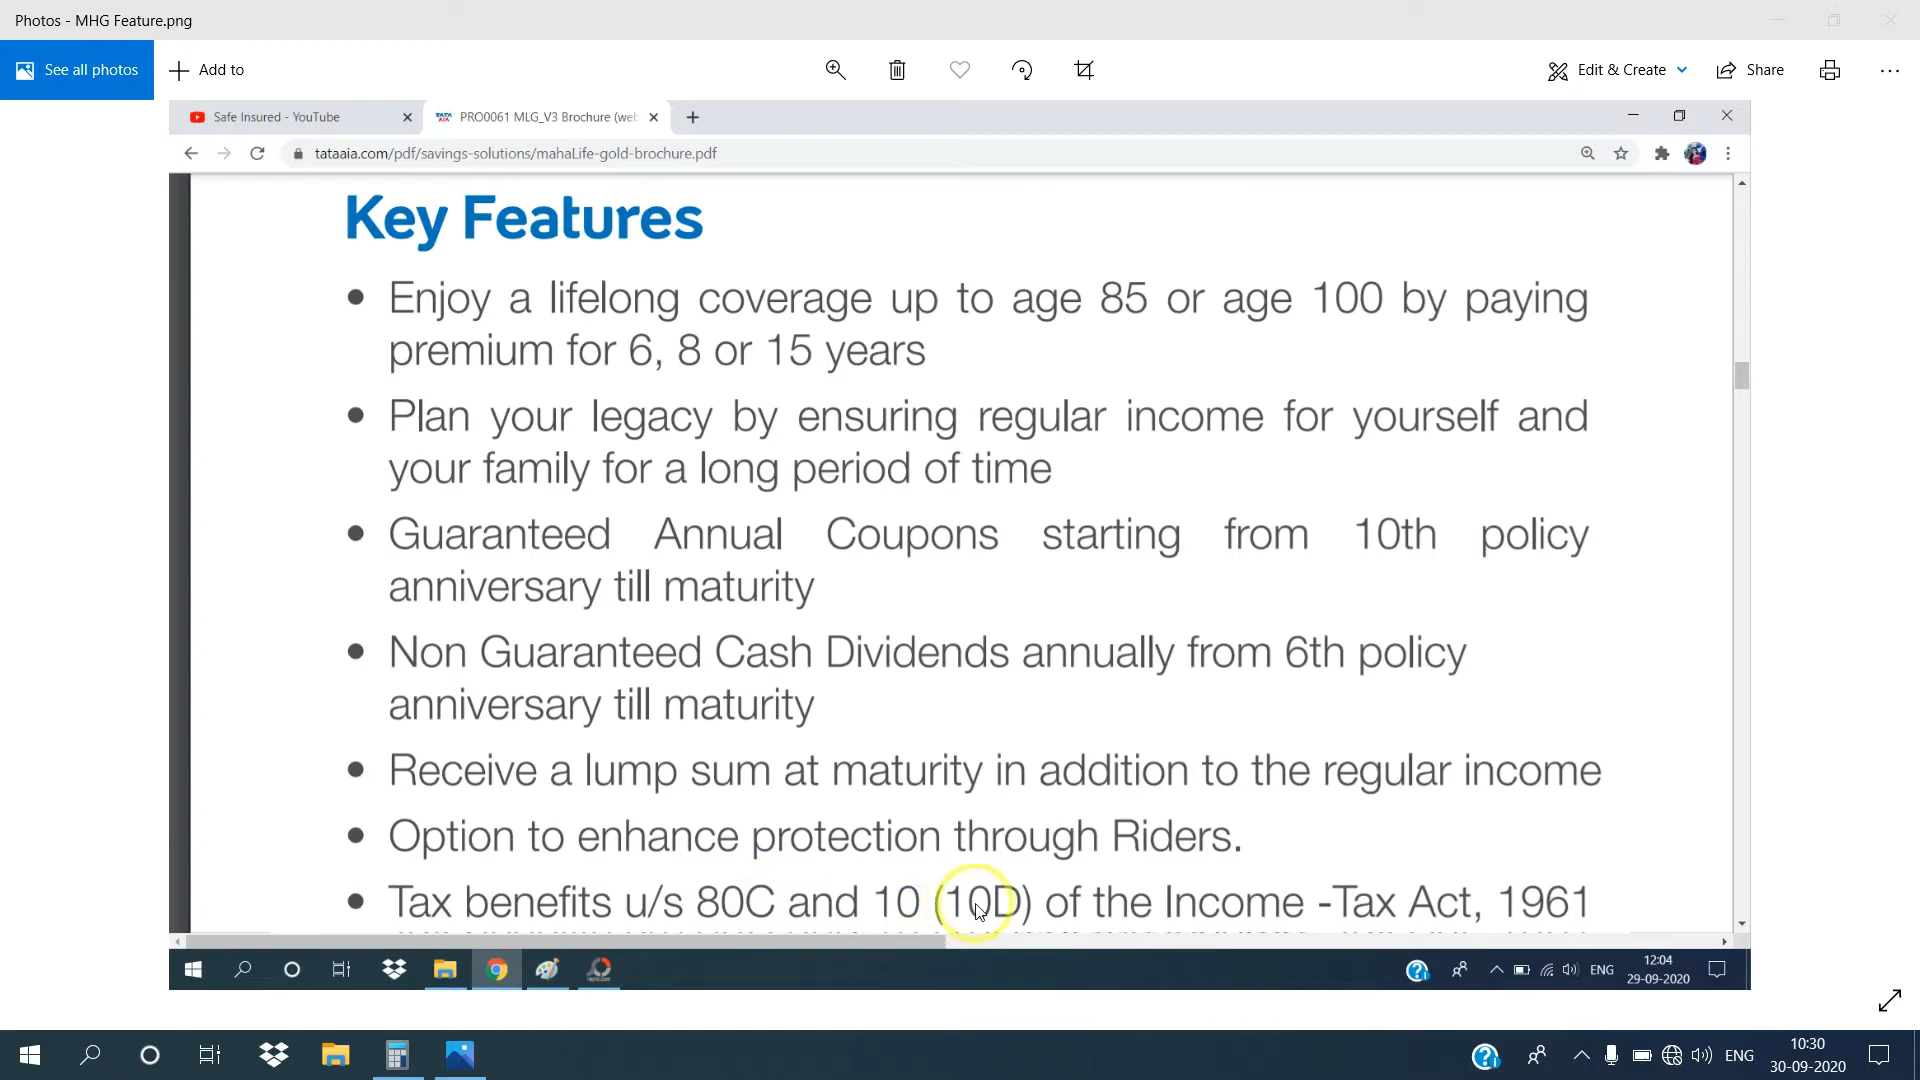 Photos - MHG Feature.png
See all photos
Add to
Edit & Create
Share
Safe Insured - YouTube
PRO0061 MLG_V3 Brochure (web
tataaia.com/pdf/savings-solutions/mahaLife-gold-brochure.pdf
Key Features
• Enjoy a lifelong coverage up to age 85 or age 100 by paying
premium for 6, 8 or 15 years
• Plan your legacy by ensuring regular income for yourself and
your family for a long period of time
• Guaranteed Annual Coupons starting from 10th policy
anniversary till maturity
• Non Guaranteed Cash Dividends annually from 6th policy
anniversary till maturity
• Receive a lump sum at maturity in addition to the regular income
• Option to enhance protection through Riders.
• Tax benefits u/s 80C and 10 (10D) of the Income -Tax Act, 1961
ENG
12:04
29-09-2020
ENG
10:30
30-09-2020